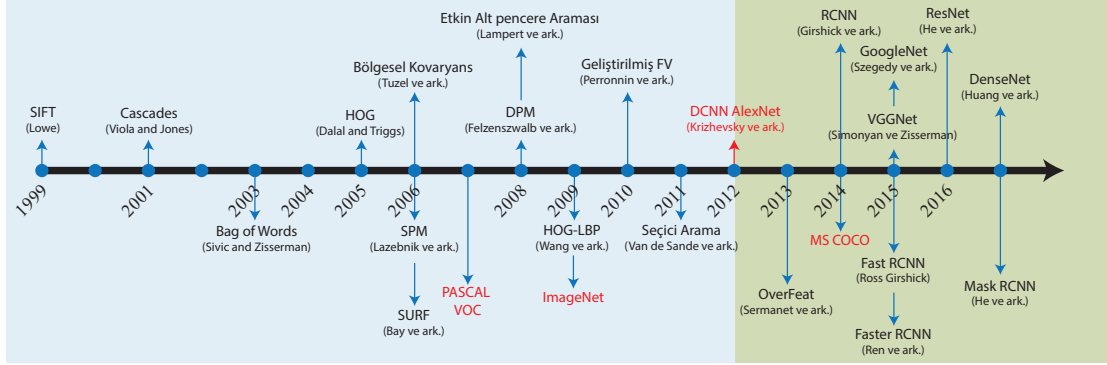 Etkin Alt pencere Araması
(Lampert ve ark.)
RCNN
(Girshick ve ark.)
ResNet
(He ve ark.)
Bölgesel Kovaryans
(Tuzel ve ark.)
Geliştirilmiş FV
(Perronnin ve ark.)
GoogleNet
(Szegedy ve ark.)
DenseNet
(Huang ve ark.)
SIFT
(Lowe)
Cascades
(Viola and Jones)
HOG
(Dalal and Triggs)
DPM
(Felzenszwalb ve ark.)
DCNN AlexNet
(Krizhevsky ve ark.)
VGGNet
(Simonyan ve Zisserman)
1999
2001
2003
2004
2005
2006
2008
2009
2010
2011
2012
2013
2014
2015
2016
Bag of Words
(Sivic and Zisserman)
SPM
(Lazebnik ve ark.)
HOG-LBP
(Wang ve ark.)
Seçici Arama
(Van de Sande ve ark.)
MS COCO
Fast RCNN
(Ross Girshick)
PASCAL
VOC
ImageNet
OverFeat
(Sermanet ve ark.)
Mask RCNN
(He ve ark.)
SURF
(Bay ve ark.)
Faster RCNN
(Ren ve ark.)